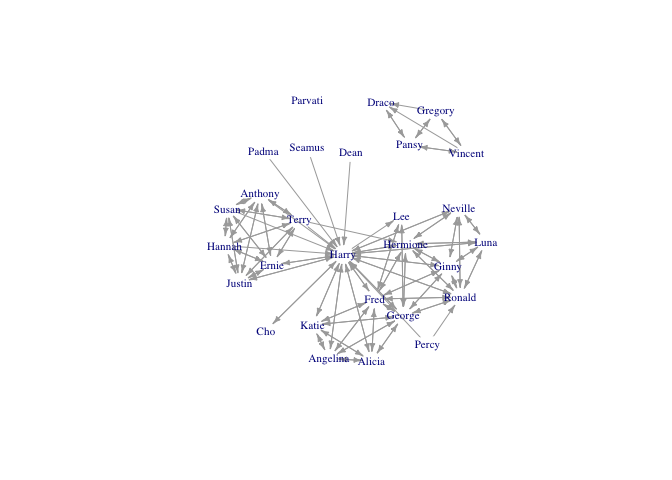 Parvati
Draco
Gregory
Pansy
Vincent
Padma
Seamus
Dean
Anthony
Susan
Terry
Lee
Neville
Hannah
Harry
Hermione
Luna
Ernie
Justin
Ginny
Fred
Ronald
George
Cho
Katie
Percy
Angelina
Alicia